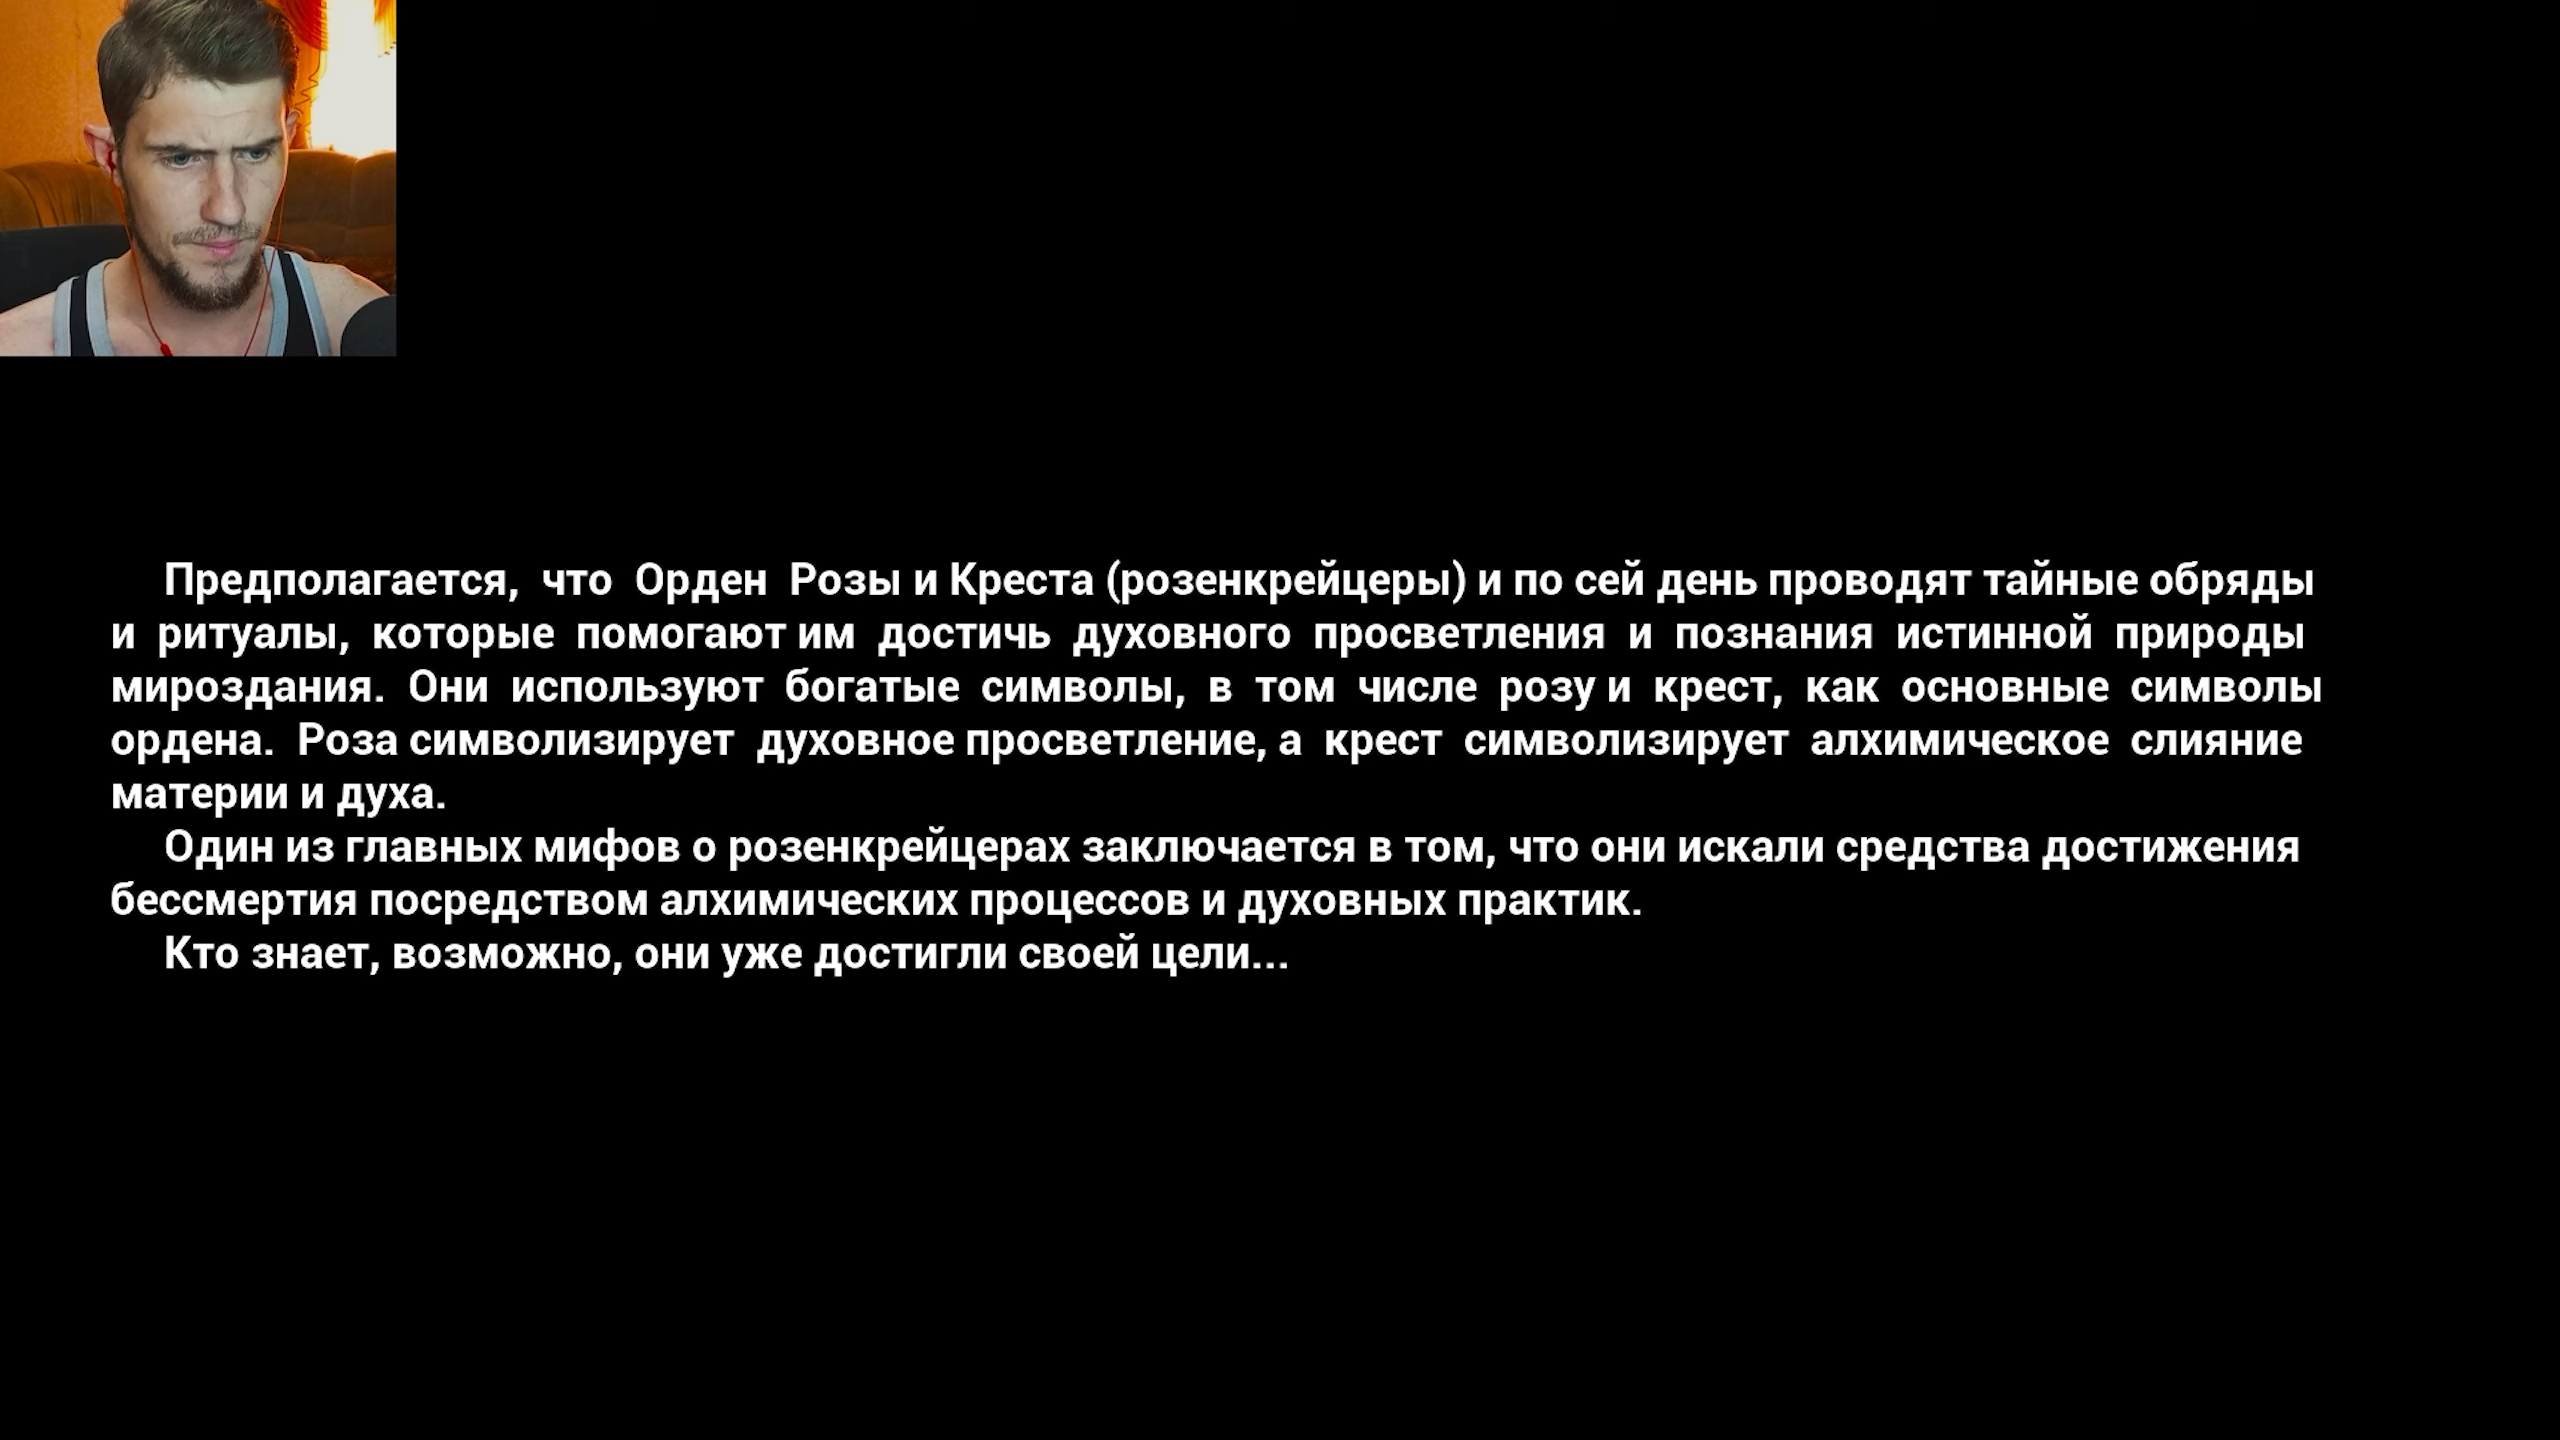 Предполагается, что Орден Розы и Креста (розенкрейцеры) и по сей день проводят тайные обряды
и ритуалы, которые помогают им достичь духовного просветления и познания истинной природы
мироздания. Они используют богатые символы, в том числе розу и крест, как основные символы
ордена. Роза символизирует духовное просветление, а крест символизирует алхимическое слияние
материи и духа.
Один из главных мифов о розенкрейцерах заключается в том, что они искали средства достижения
бессмертия посредством алхимических процессов и духовных практик.
Кто знает, возможно, они уже достигли своей цели...